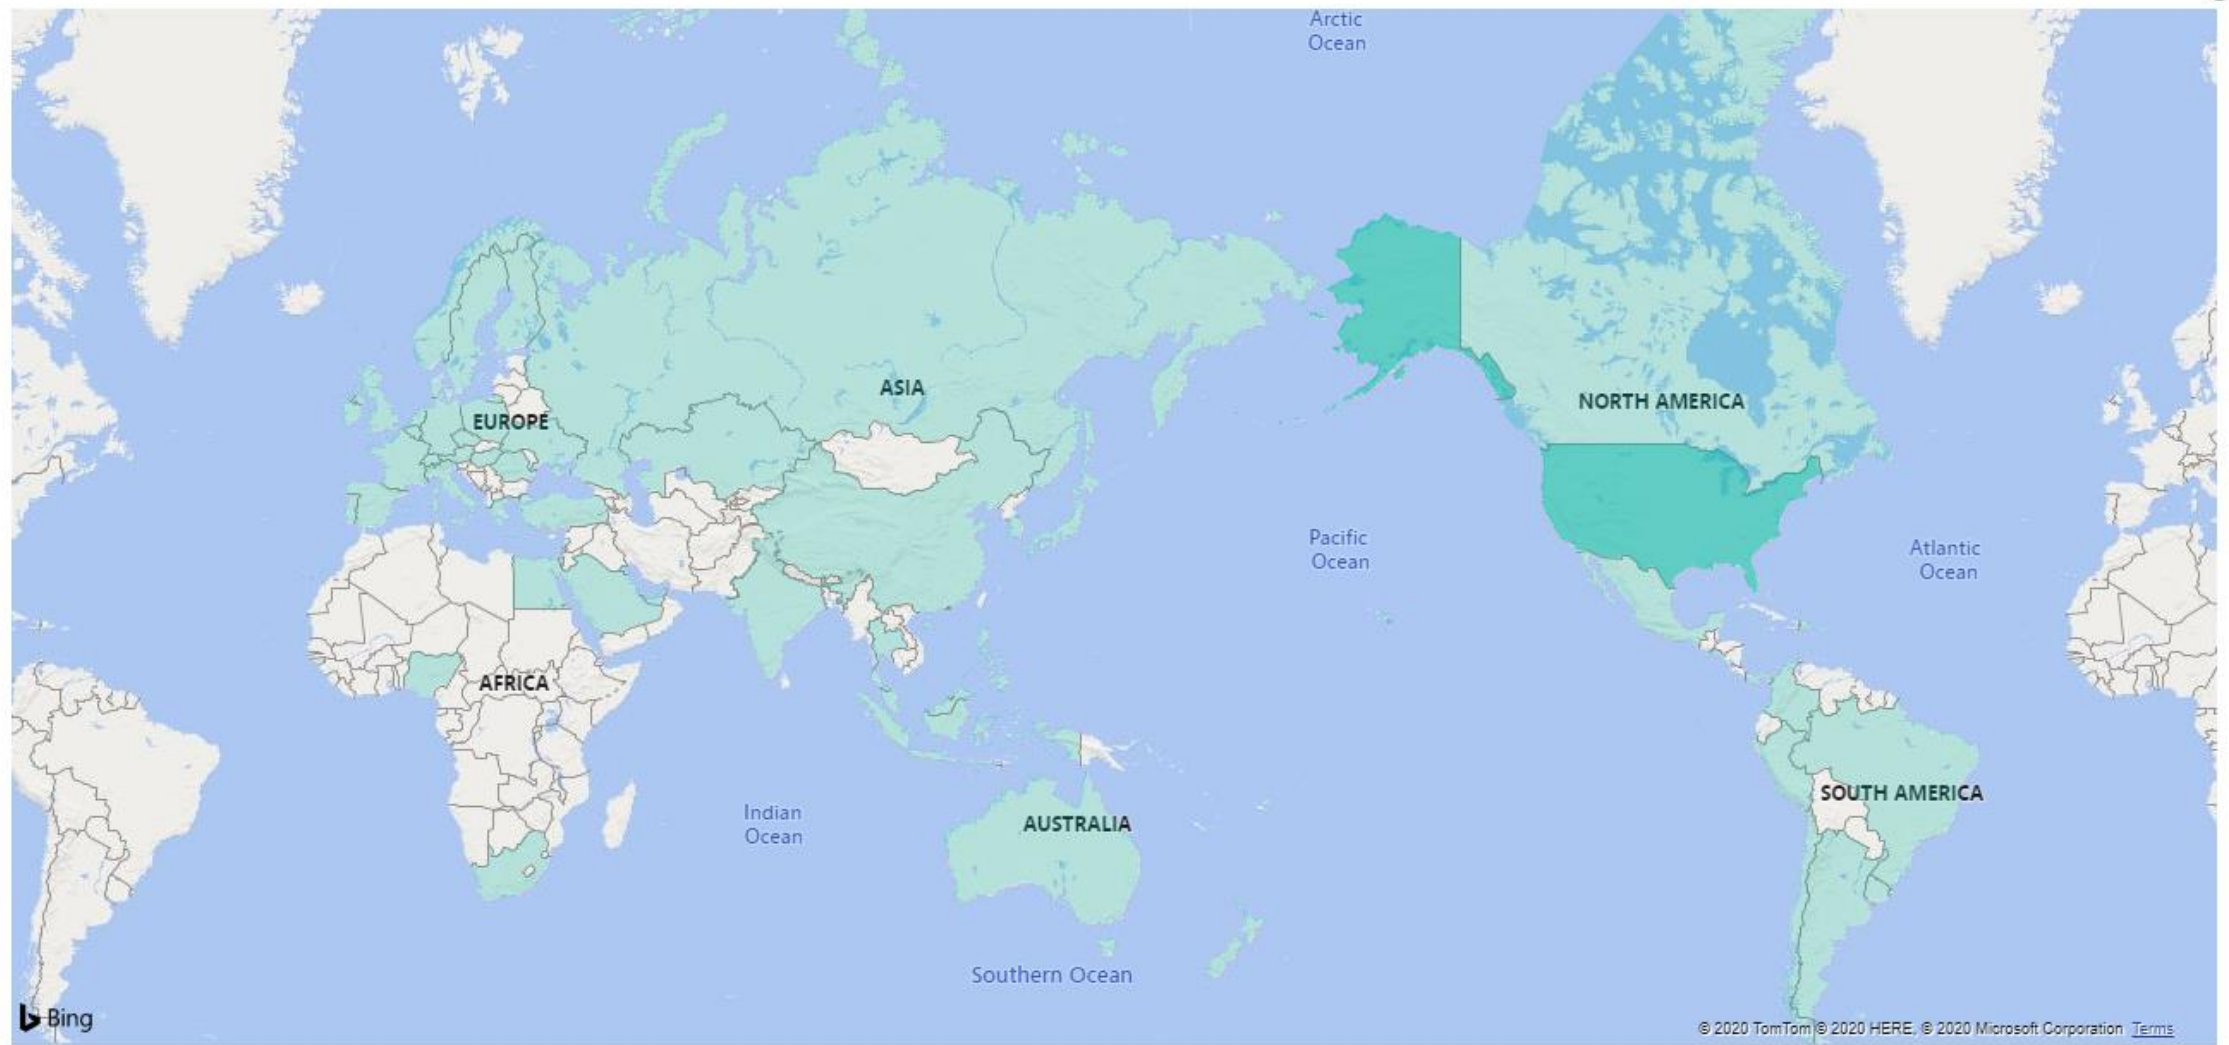 Arctic
Ocean
ASIA
NORTH AMERICA
EUROPE
Pacific
Ocean
Atlantic
Ocean
AFRICA
SOUTH AMERICA
Indian
Ocean
AUSTRALIA
Southern Ocean
Bing
© 2020 TomTom © 2020 HERE, © 2020 Microsoft Corporation Terms